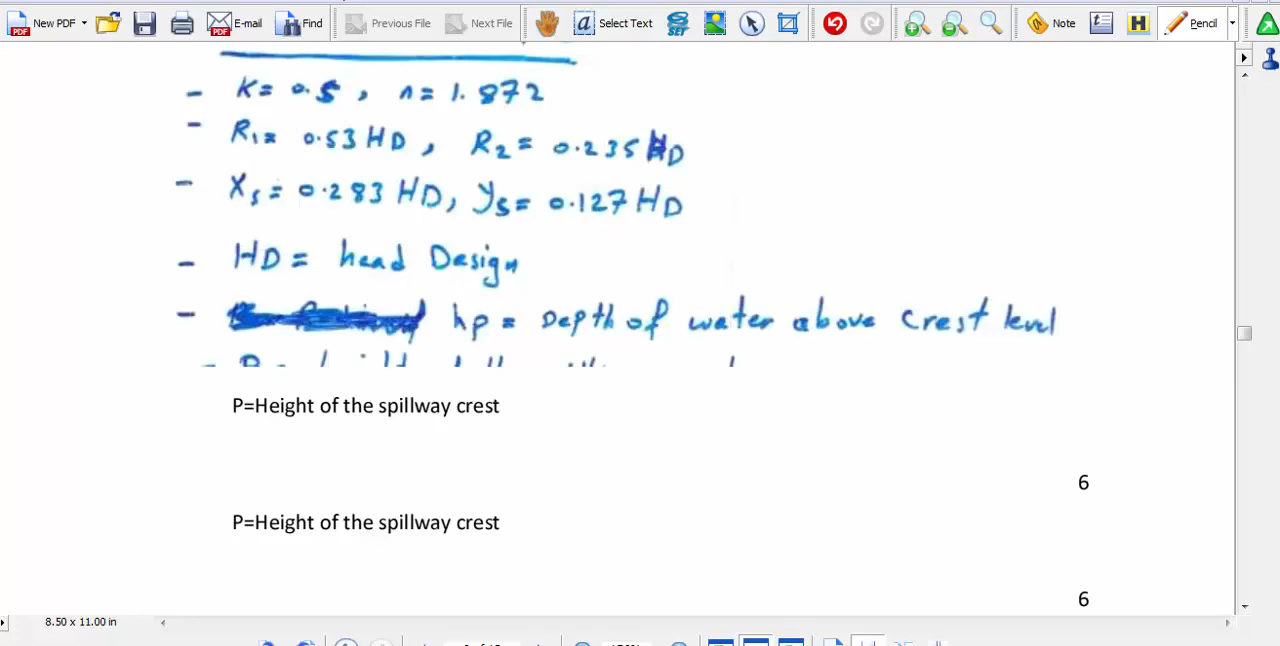 New PDF E-mail Find Previous File Next File Select Text Note Pencil
- K= 0.5 , n= 1.872
- R1= 0.53 HD , R2= 0.235 HD
- Xs= 0.283 HD, ys= 0.127 HD
- HD= head Design
- hp= Depth of water above crest level
P=Height of the spillway crest
6
P=Height of the spillway crest
6
8.50 x 11.00 in